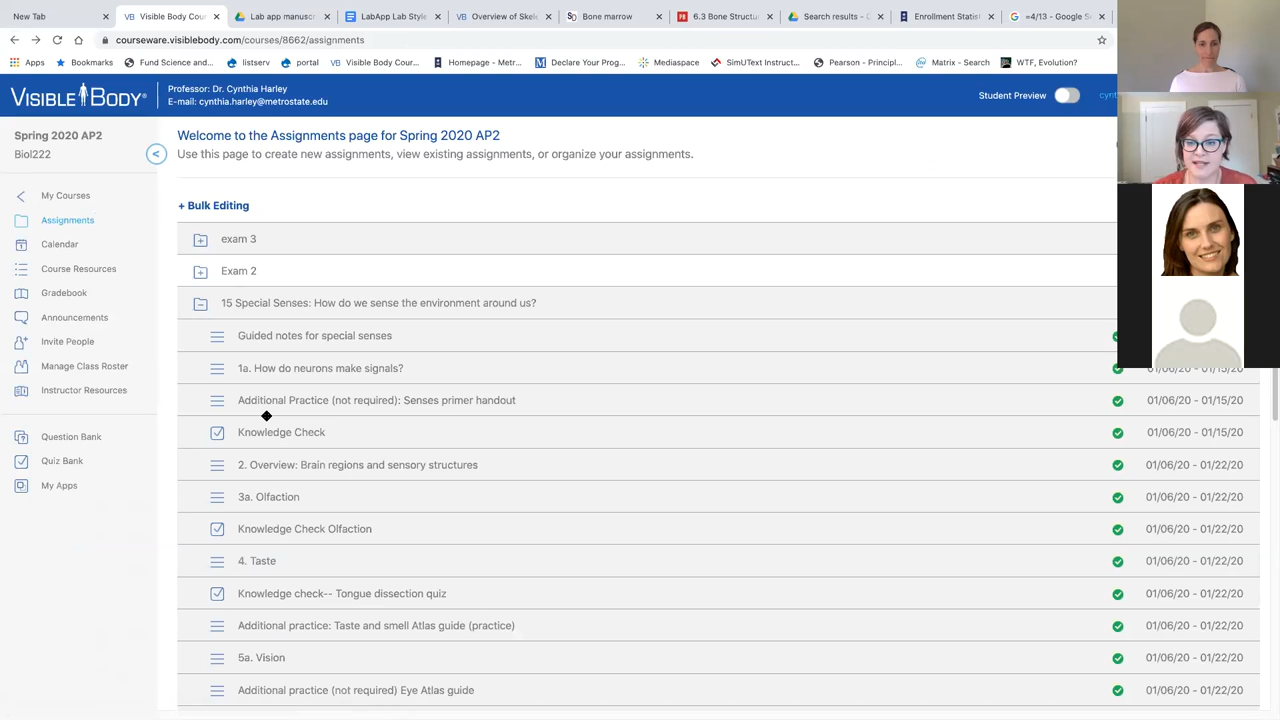 New Tab
Visible Body Cou
Lab app manuscr
LabApp Lab Style
Overview of Skele
Bone marrow
6.3 Bone Structu
Search results - D
Enrollment Statist
=4/13 - Google S
courseware.visiblebody.com/courses/8662/assignments
Apps
Bookmarks
Fund Science and...
listserv
portal
Visible Body Cour...
Homepage - Metr...
Declare Your Prog...
Mediaspace
SimUText Instruct...
Pearson - Principl...
Matrix - Search
WTF, Evolution?
VISIBLE BODY®
Professor: Dr. Cynthia Harley
E-mail: cynthia.harley@metrostate.edu
Student Preview
Spring 2020 AP2
Biol222
<
My Courses
Assignments
Calendar
Course Resources
Gradebook
Announcements
Invite People
Manage Class Roster
Instructor Resources
Question Bank
Quiz Bank
My Apps
Welcome to the Assignments page for Spring 2020 AP2
Use this page to create new assignments, view existing assignments, or organize your assignments.
+ Bulk Editing
exam 3
Exam 2
15 Special Senses: How do we sense the environment around us?
Guided notes for special senses
1a. How do neurons make signals? 01/06/20 - 01/15/20
Additional Practice (not required): Senses primer handout 01/06/20 - 01/15/20
Knowledge Check 01/06/20 - 01/15/20
2. Overview: Brain regions and sensory structures 01/06/20 - 01/22/20
3a. Olfaction 01/06/20 - 01/22/20
Knowledge Check Olfaction 01/06/20 - 01/22/20
4. Taste 01/06/20 - 01/22/20
Knowledge check-- Tongue dissection quiz 01/06/20 - 01/22/20
Additional practice: Taste and smell Atlas guide (practice) 01/06/20 - 01/22/20
5a. Vision 01/06/20 - 01/22/20
Additional practice (not required) Eye Atlas guide 01/06/20 - 01/22/20